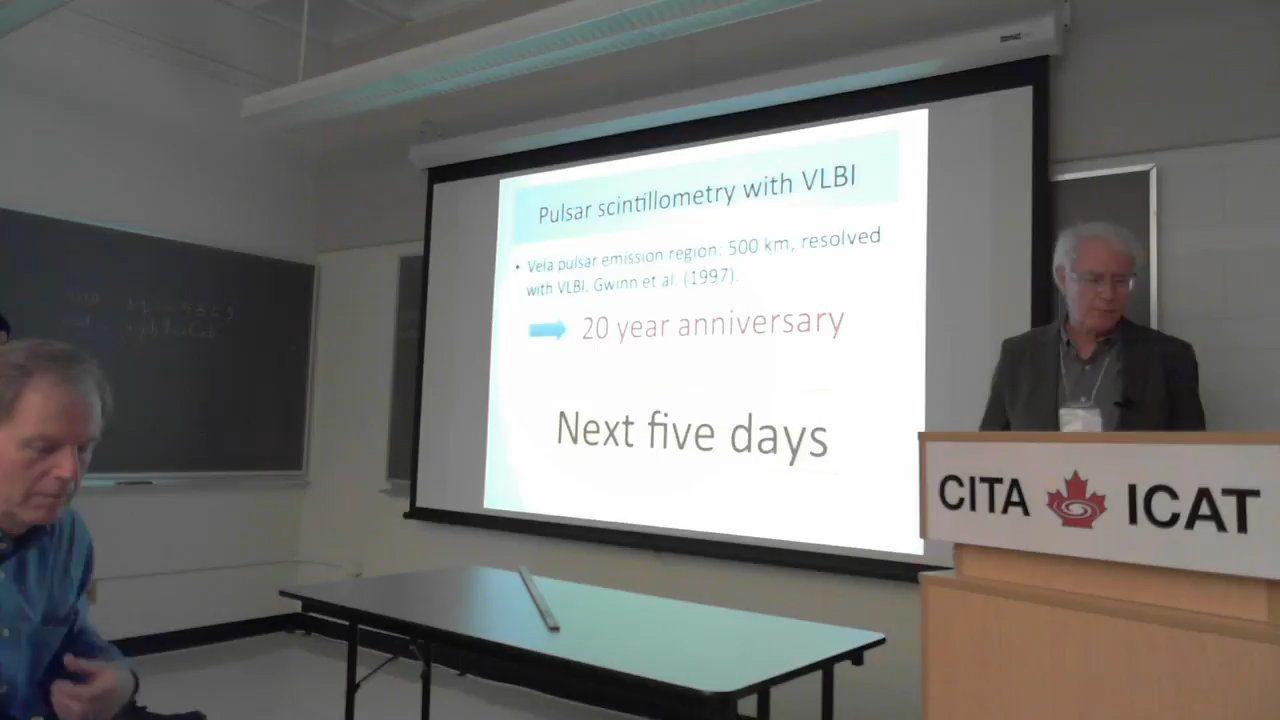 Pulsar scintillometry with VLBI
• Vela pulsar emission region: 500 km, resolved
with VLBI, Gwinn et al. (1997).
20 year anniversary
Next five days
CITA ICAT